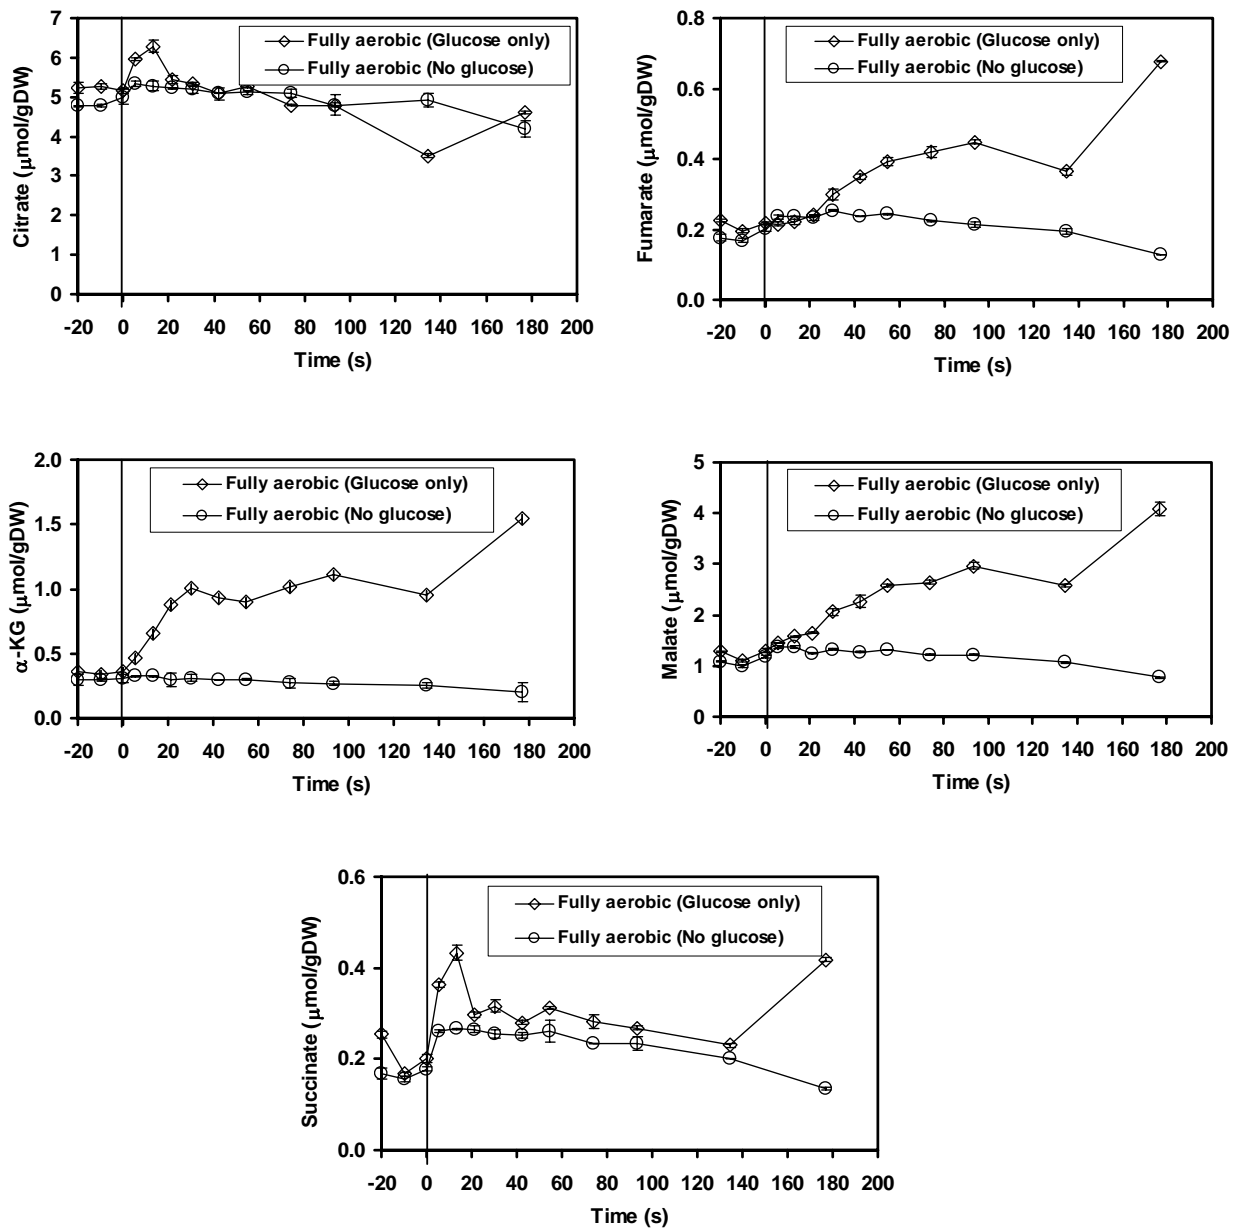 Citrate (μmol/gDW)
7
6
5
4
3
2
1
0
Fully aerobic (Glucose only)
Fully aerobic (No glucose)
-20 0 20 40 60 80 100 120 140 160 180 200
Time (s)
Fumarate (μmol/gDW)
0.8
0.6
0.4
0.2
0.0
Fully aerobic (Glucose only)
Fully aerobic (No glucose)
-20 0 20 40 60 80 100 120 140 160 180 200
Time (s)
α-KG (μmol/gDW)
2.0
1.5
1.0
0.5
0.0
Fully aerobic (Glucose only)
Fully aerobic (No glucose)
-20 0 20 40 60 80 100 120 140 160 180 200
Time (s)
Malate (μmol/gDW)
5
4
3
2
1
0
Fully aerobic (Glucose only)
Fully aerobic (No glucose)
-20 0 20 40 60 80 100 120 140 160 180 200
Time (s)
Succinate (μmol/gDW)
0.6
0.4
0.2
0.0
Fully aerobic (Glucose only)
Fully aerobic (No glucose)
-20 0 20 40 60 80 100 120 140 160 180 200
Time (s)